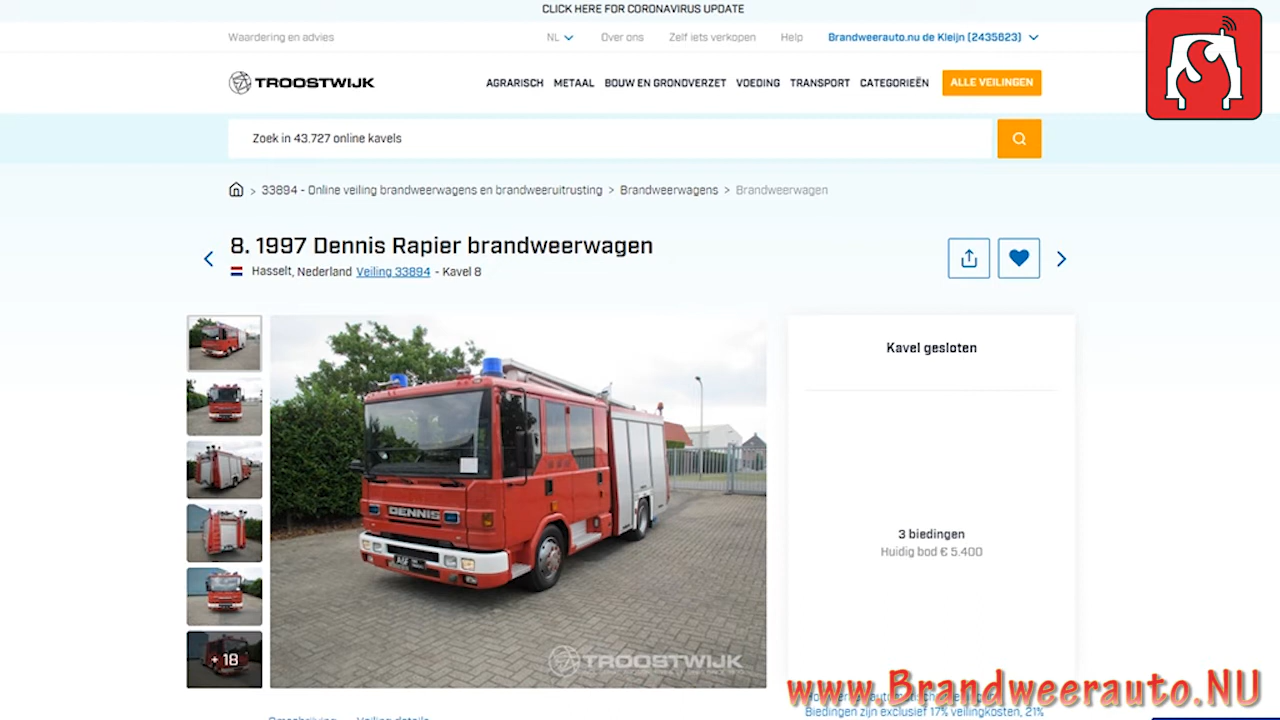 CLICK HERE FOR CORONAVIRUS UPDATE
Waardering en advies NL Over ons Zelf iets verkopen Help Brandweerauto.nu de Kleijn (2435623)
TROOSTWIJK AGRARISCH METAAL BOUW EN GRONDVERZET VOEDING TRANSPORT CATEGORIEËN ALLE VEILINGEN
Zoek in 43.727 online kavels
> 33894 - Online veiling brandweerwagens en brandweeruitrusting > Brandweerwagens > Brandweerwagen
8. 1997 Dennis Rapier brandweerwagen
Hasselt, Nederland Veiling 33894 - Kavel 8
Kavel gesloten
DENNIS
3 biedingen
Huidig bod € 5.400
+ 18
TROOSTWIJK
www.Brandweerauto.NU
Biedingen zijn exclusief 17% veilingkosten, 21%
Omschrijving Veiling details